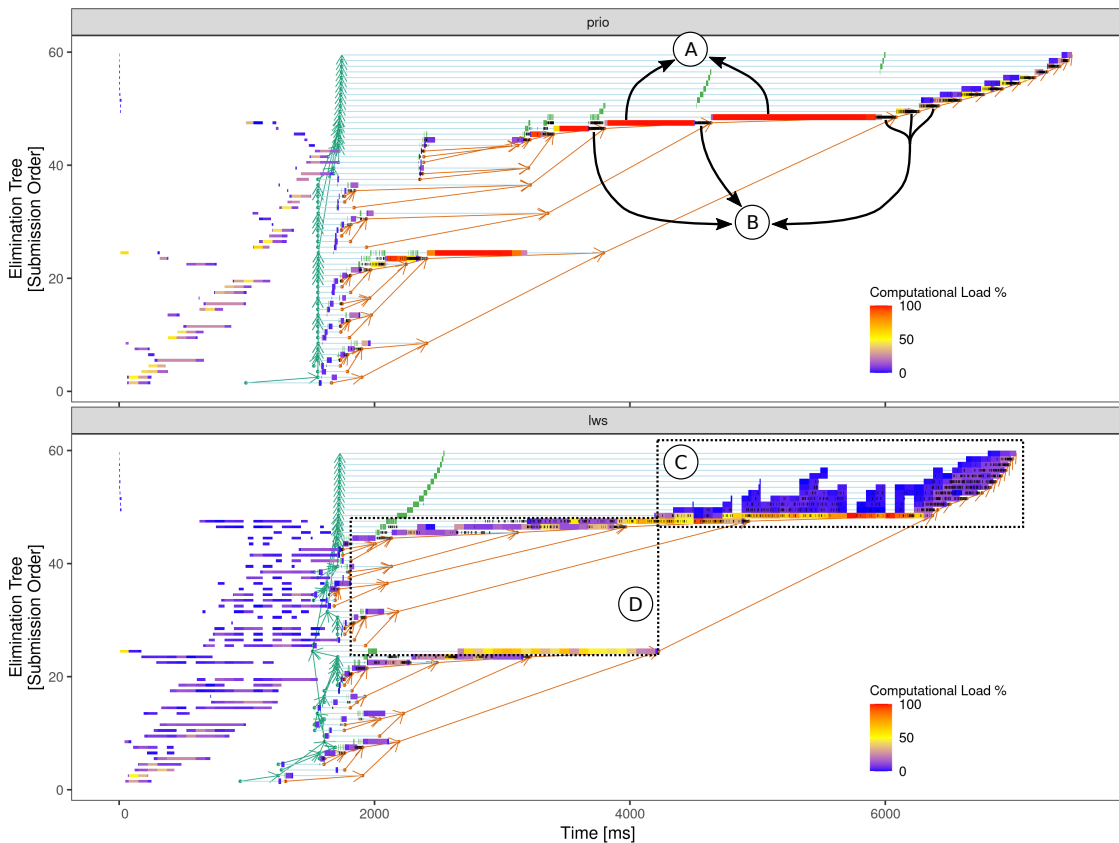 prio
60
40
20
0
Elimination Tree
[Submission Order]
A
B
Computational Load %
100
50
0
lws
60
40
20
0
Elimination Tree
[Submission Order]
C
D
Computational Load %
100
50
0
0 2000 4000 6000
Time [ms]